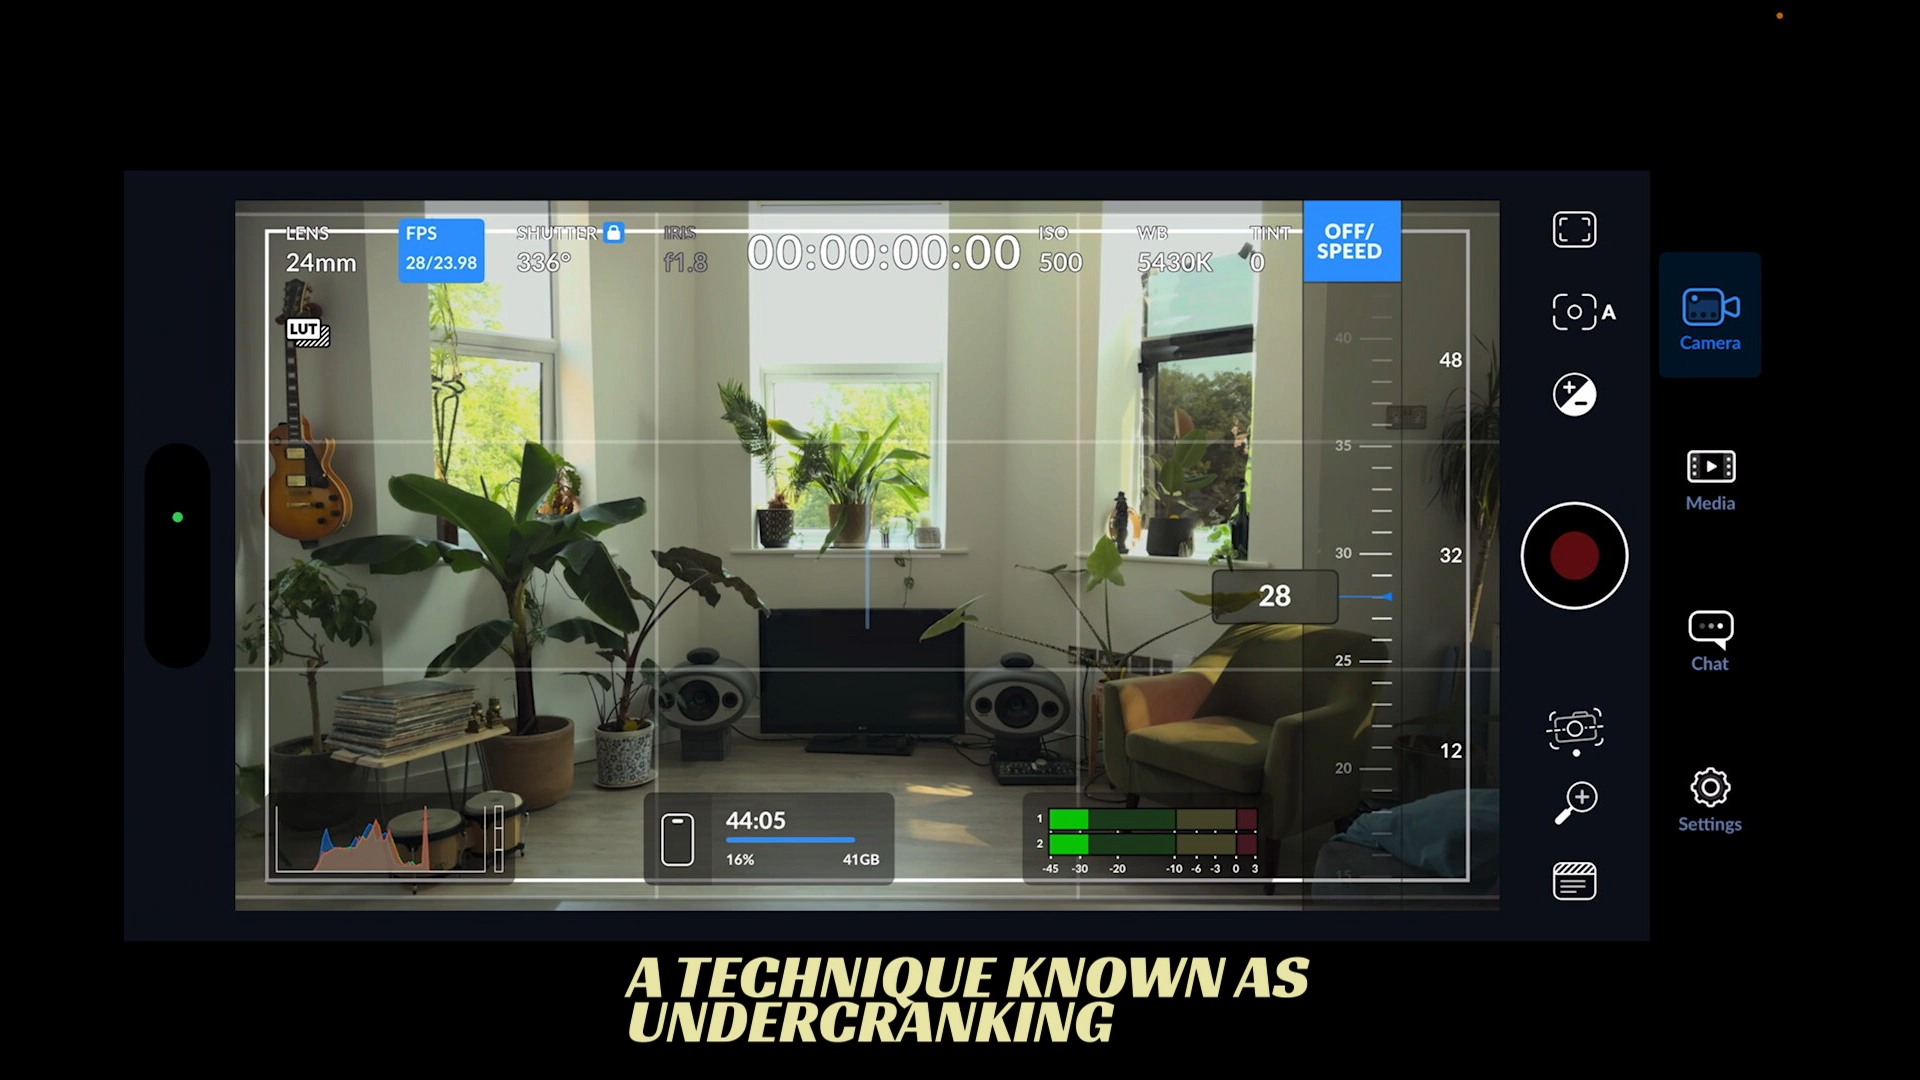 LENS
24mm
FPS
28/23.98
SHUTTER
336°
IRIS
f1.8
00:00:00:00
ISO
500
WB
5430K
TINT
0
OFF/
SPEED
LUT
A
40
35
30
25
20
15
48
32
12
28
44:05
16%
41GB
1
2
-45 -30 -20 -10 -6 -3 0 3
Camera
Media
Chat
Settings
A TECHNIQUE KNOWN AS
UNDERCRANKING